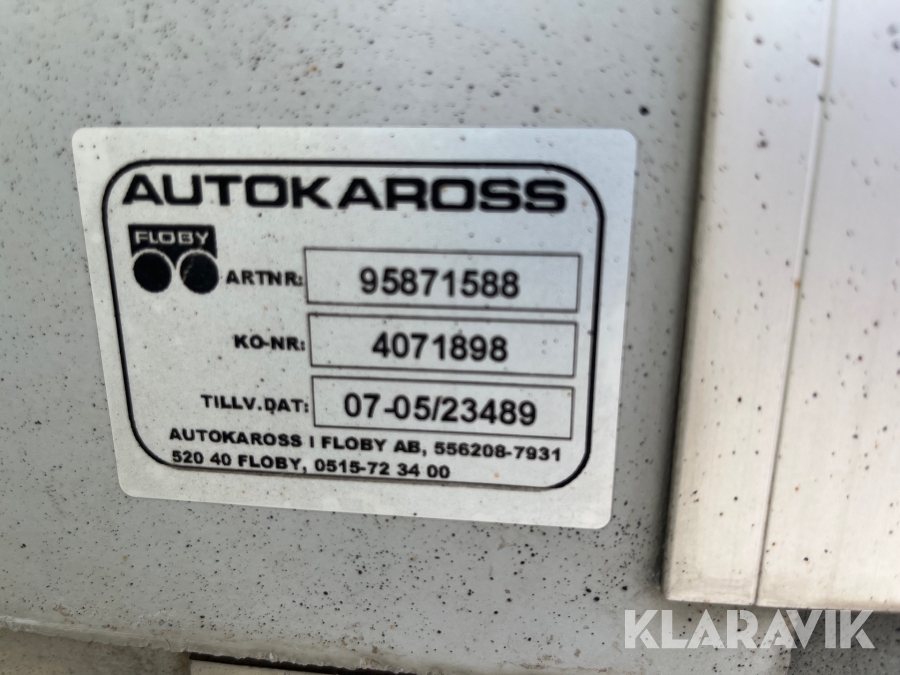 AUTOKAROSS
FLOBY
ARTNR: 95871588
KO-NR: 4071898
TILLV.DAT: 07-05/23489
AUTOKAROSS I FLOBY AB, 556208-7931
520 40 FLOBY, 0515-72 34 00
KLARAVIK